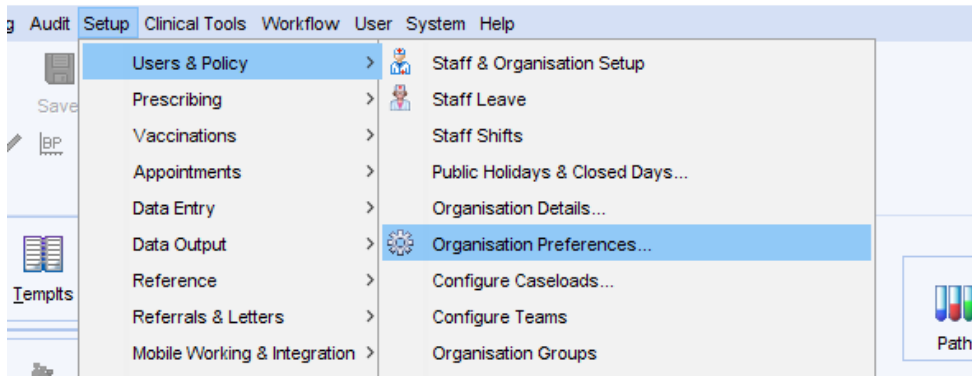 g Audit Setup Clinical Tools Workflow User System Help
Users & Policy >
Staff & Organisation Setup
Save
Prescribing >
Staff Leave
BP
Vaccinations >
Staff Shifts
Appointments >
Public Holidays & Closed Days...
Data Entry >
Organisation Details...
Data Output >
Organisation Preferences...
Templts
Reference >
Configure Caseloads...
Referrals & Letters >
Configure Teams
Path
Mobile Working & Integration >
Organisation Groups